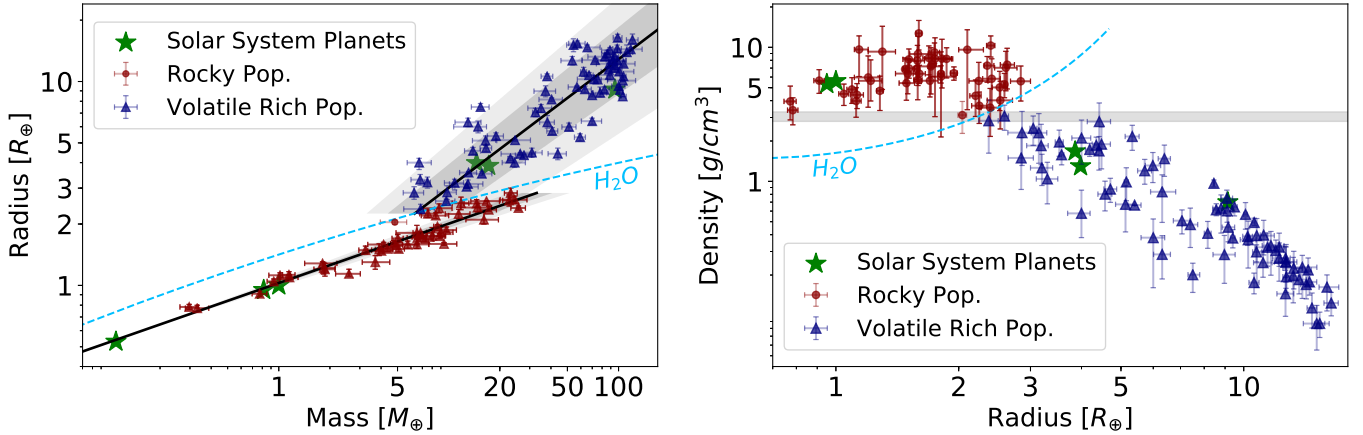 Solar System Planets
Rocky Pop.
Volatile Rich Pop.
H₂O
Radius [R⊕]
10
5
3
2
1
1
5
10
20
50
100
Mass [M⊕]
Solar System Planets
Rocky Pop.
Volatile Rich Pop.
H₂O
Density [g/cm³]
10
5
3
1
1
2
3
5
10
Radius [R⊕]